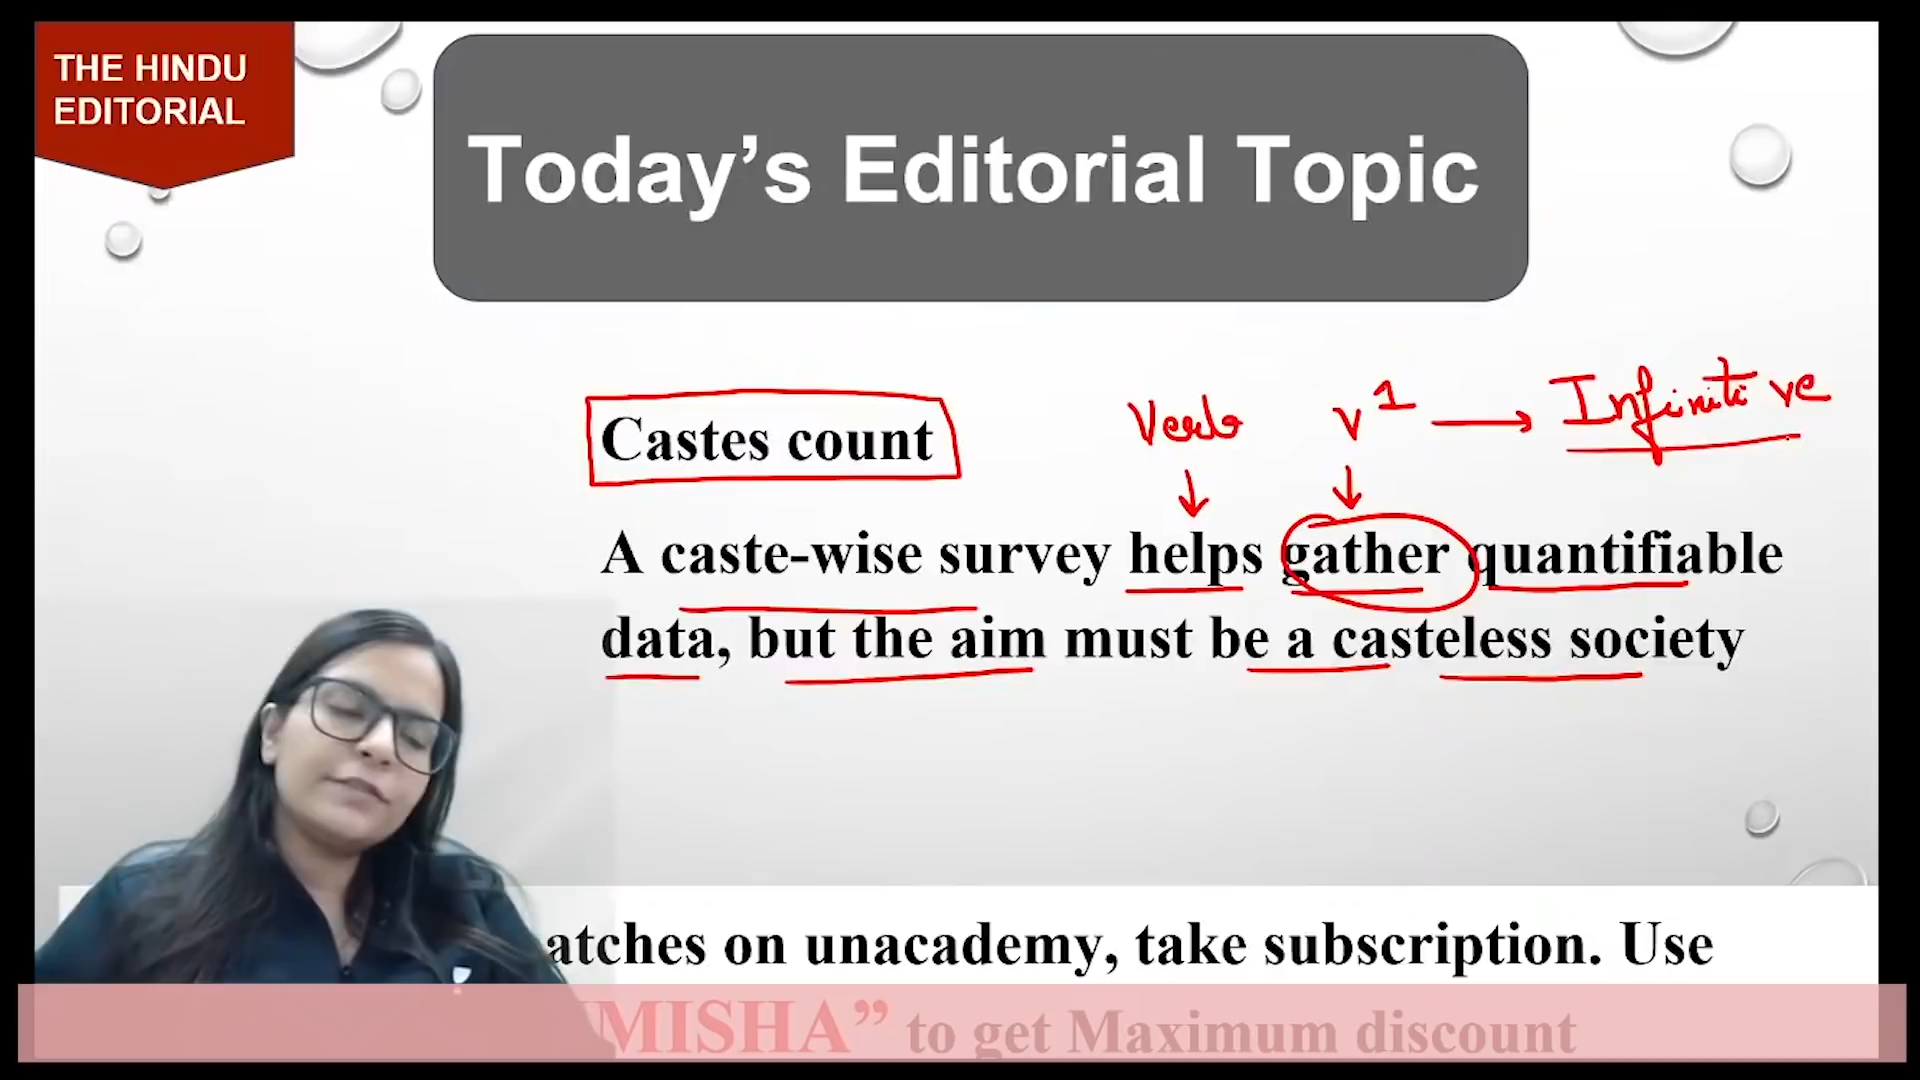 THE HINDU
EDITORIAL
Today’s Editorial Topic
Castes count
Verb
v1 → Infinitive
A caste-wise survey helps gather quantifiable
data, but the aim must be a casteless society
atches on unacademy, take subscription. Use
MISHA” to get Maximum discount